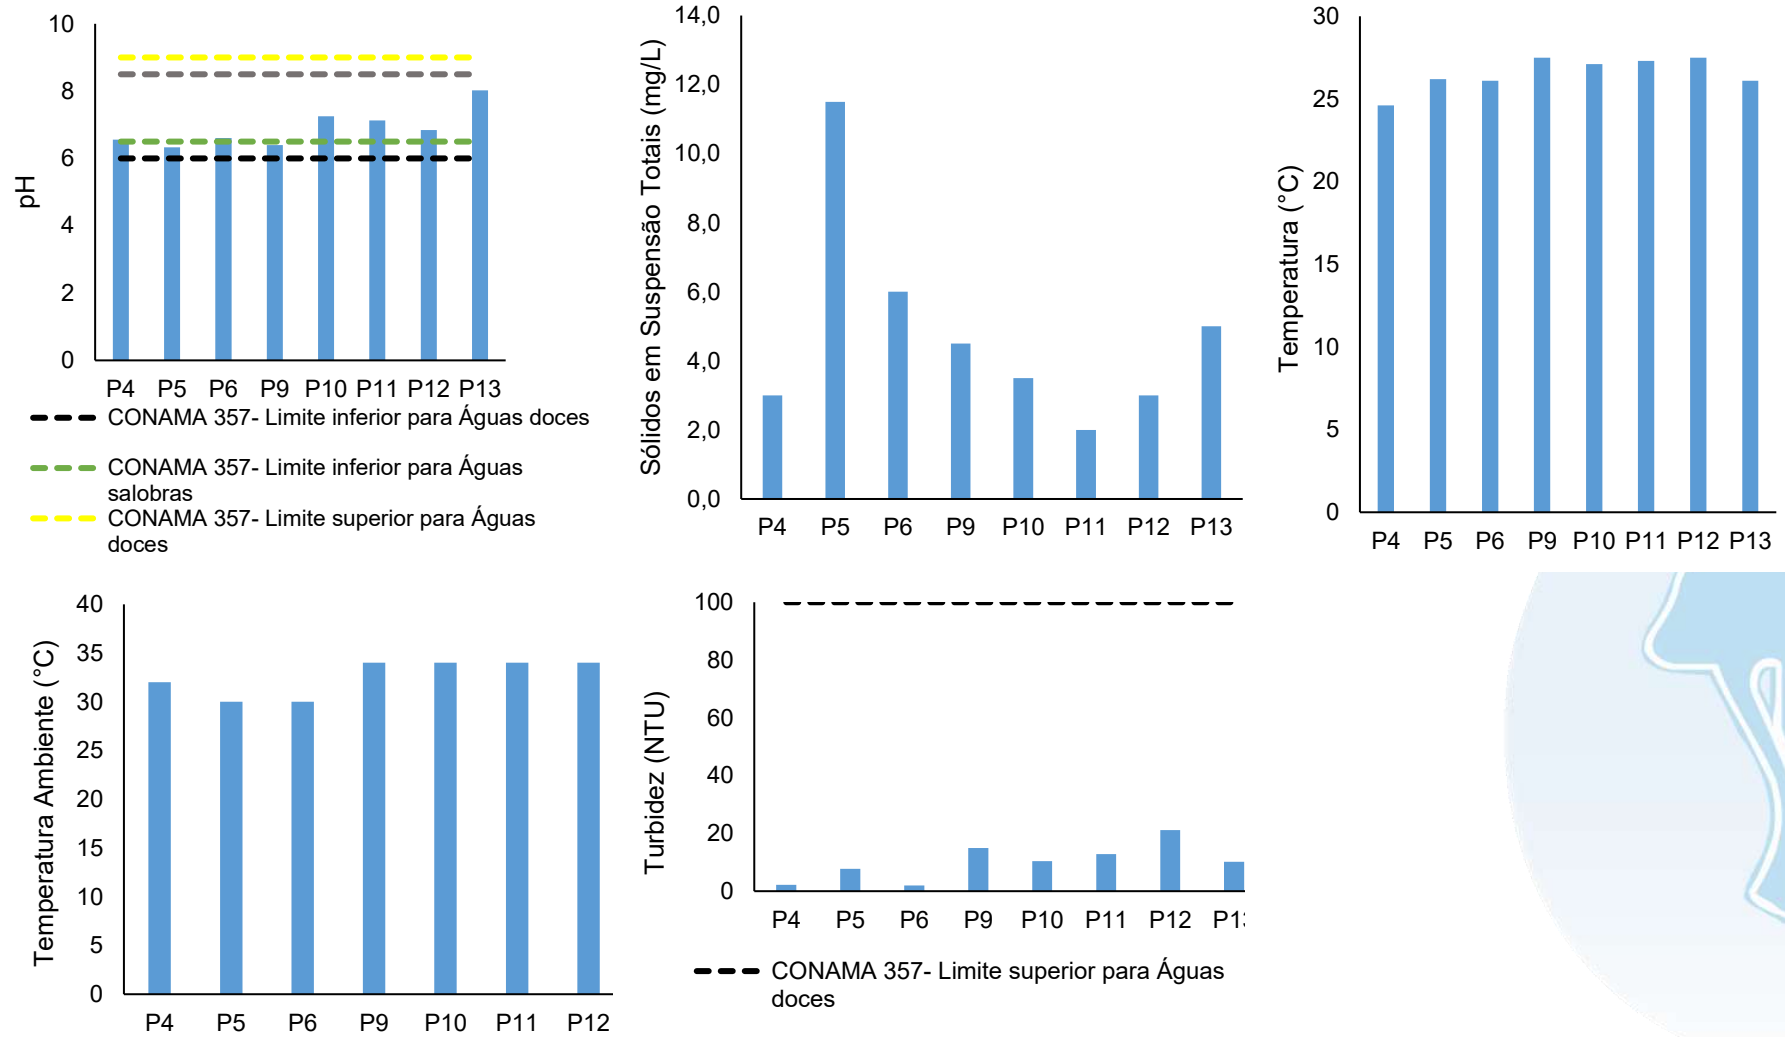 10
8
6
4
2
0
pH
P4 P5 P6 P9 P10 P11 P12 P13
CONAMA 357- Limite inferior para Águas doces
CONAMA 357- Limite inferior para Águas
salobras
CONAMA 357- Limite superior para Águas
doces
14,0
12,0
10,0
8,0
6,0
4,0
2,0
0,0
Sólidos em Suspensão Totais (mg/L)
P4 P5 P6 P9 P10 P11 P12 P13
30
25
20
15
10
5
0
Temperatura (°C)
P4 P5 P6 P9 P10 P11 P12 P13
40
35
30
25
20
15
10
5
0
Temperatura Ambiente (°C)
P4 P5 P6 P9 P10 P11 P12
100
80
60
40
20
0
Turbidez (NTU)
P4 P5 P6 P9 P10 P11 P12
CONAMA 357- Limite superior para Águas
doces